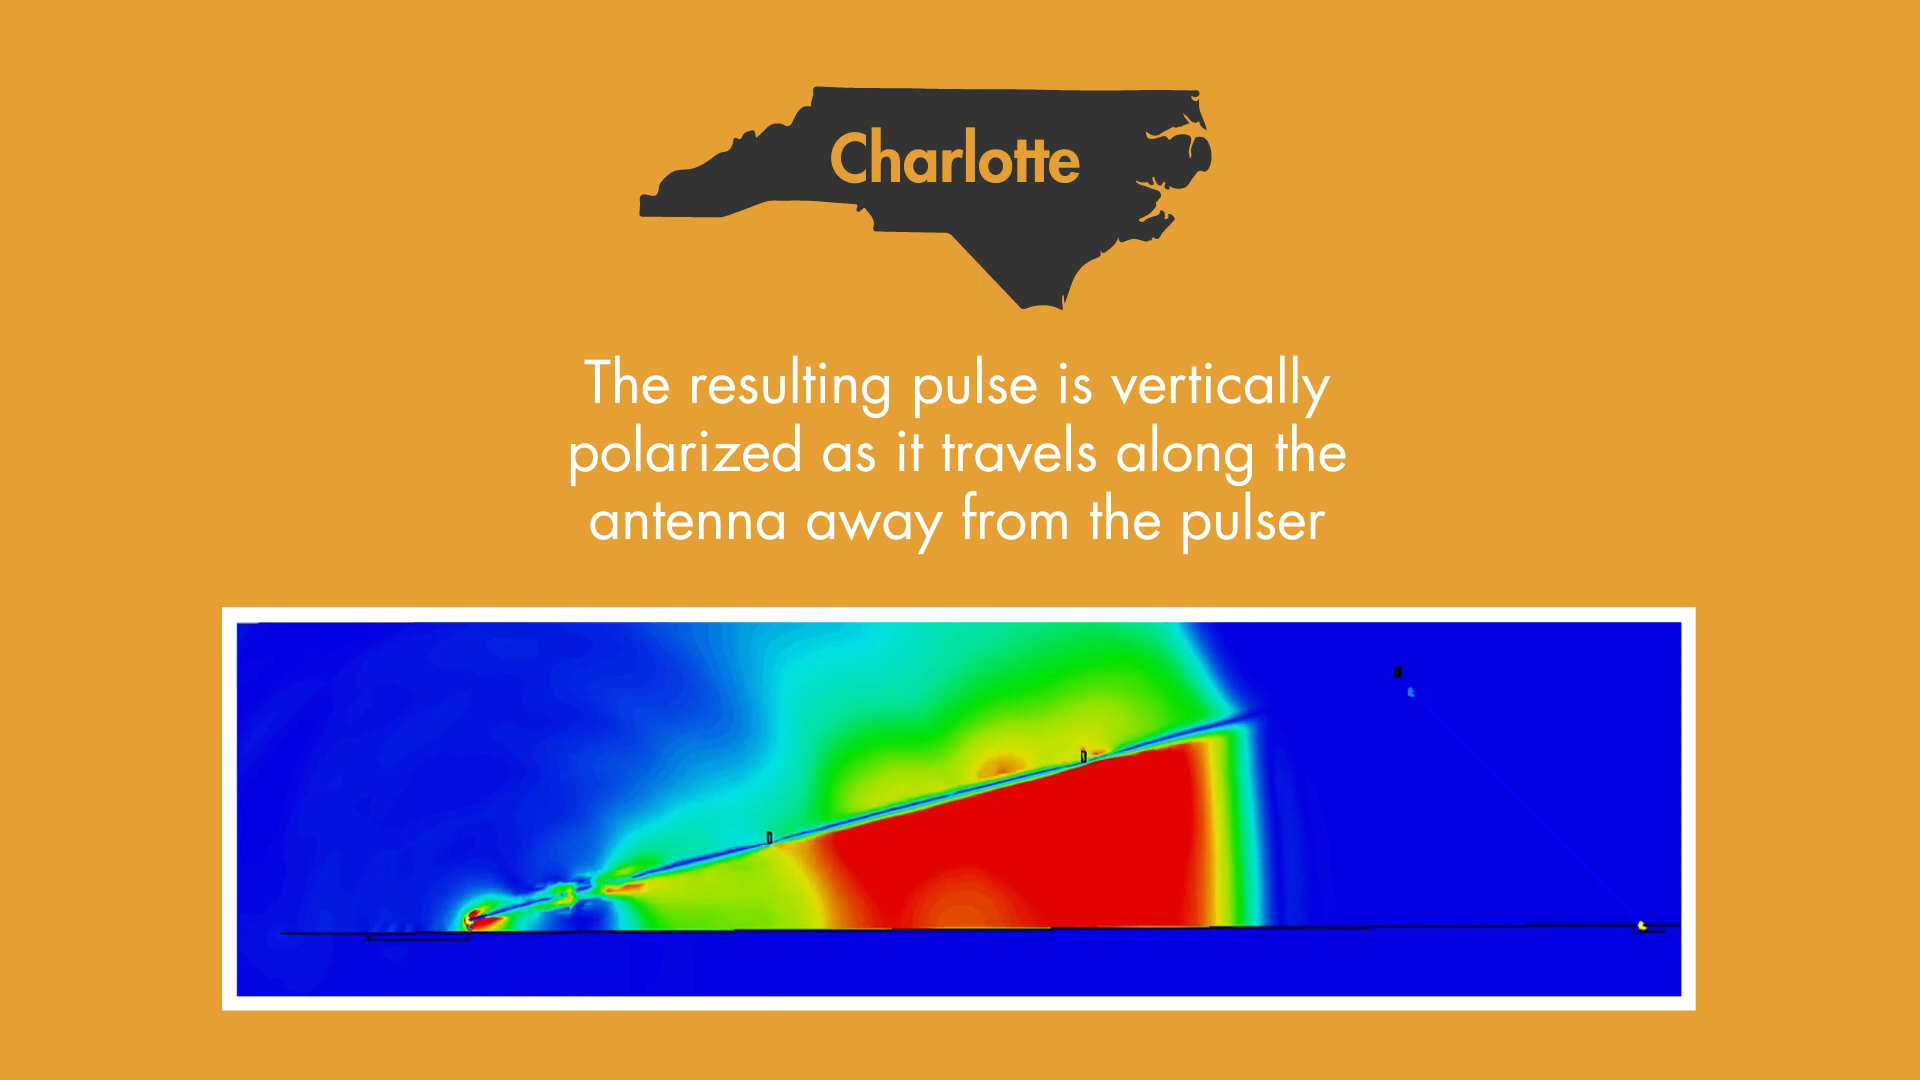 Charlotte
The resulting pulse is vertically
polarized as it travels along the
antenna away from the pulser